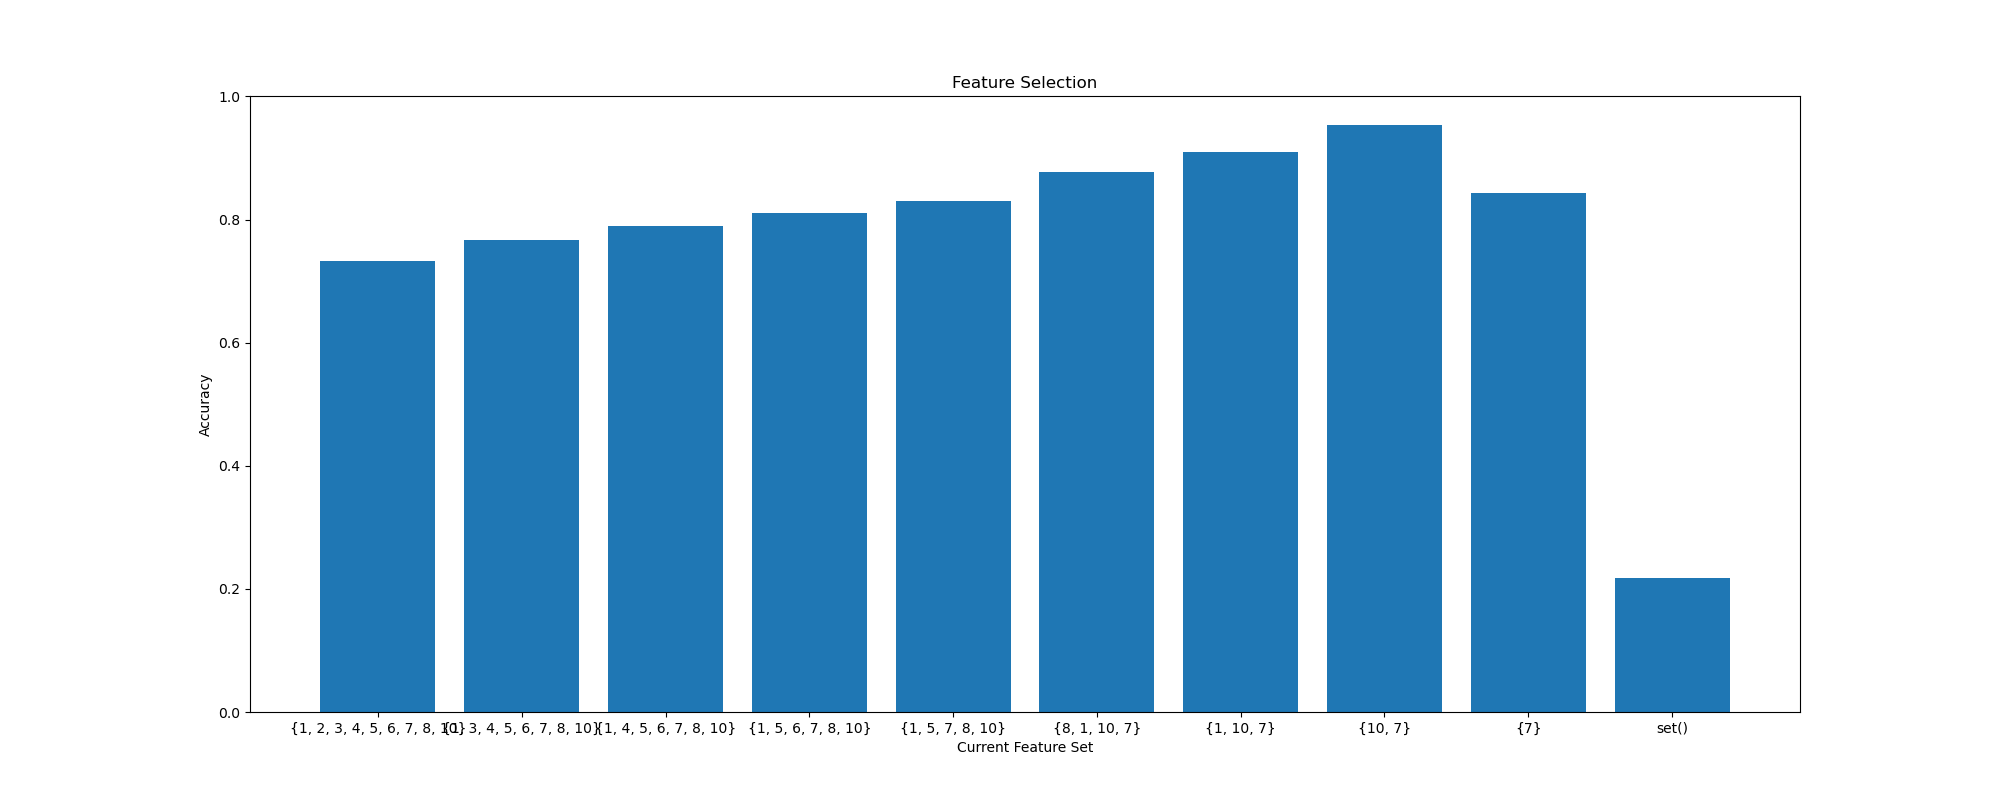 Feature Selection
1.0
0.8
0.6
0.4
0.2
0.0
Accuracy
{1, 2, 3, 4, 5, 6, 7, 8, 10} {1, 3, 4, 5, 6, 7, 8, 10} {1, 4, 5, 6, 7, 8, 10} {1, 5, 6, 7, 8, 10} {1, 5, 7, 8, 10} {8, 1, 10, 7} {1, 10, 7} {10, 7} {7} set()
Current Feature Set